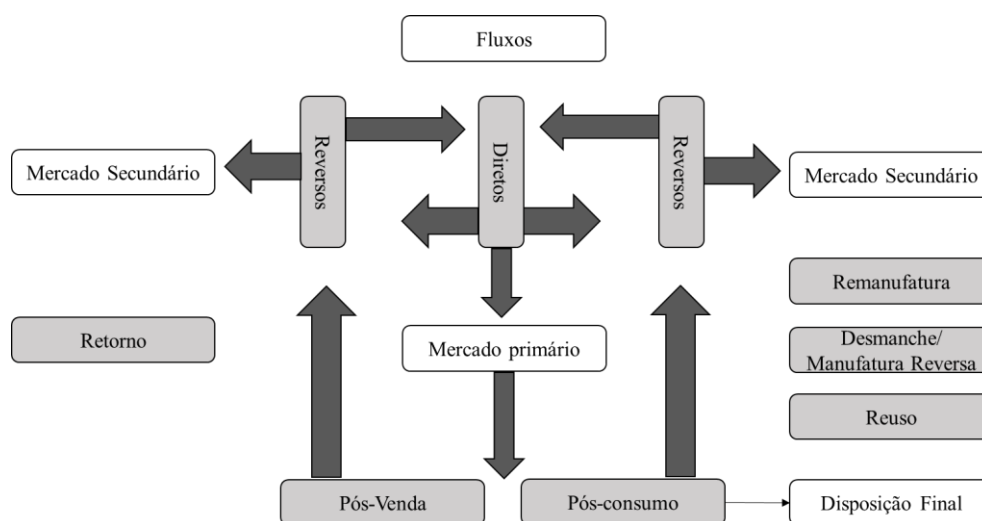 Fluxos
Reversos
Diretos
Reversos
Mercado Secundário
Mercado Secundário
Remanufatura
Retorno
Mercado primário
Desmanche/
Manufatura Reversa
Reuso
Pós-Venda
Pós-consumo
Disposição Final